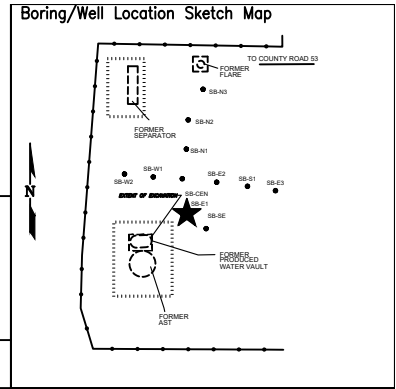 Boring/Well Location Sketch Map
TO COUNTY ROAD 53
FORMER
FLARE
SB-N3
FORMER
SEPARATOR
SB-N2
SB-N1
SB-W2
SB-W1
SB-E2
SB-S1
SB-E3
N
EXTENT OF EXCAVATION
SB-CEN
SB-E1
SB-SE
FORMER
PRODUCED
WATER VAULT
FORMER
AST